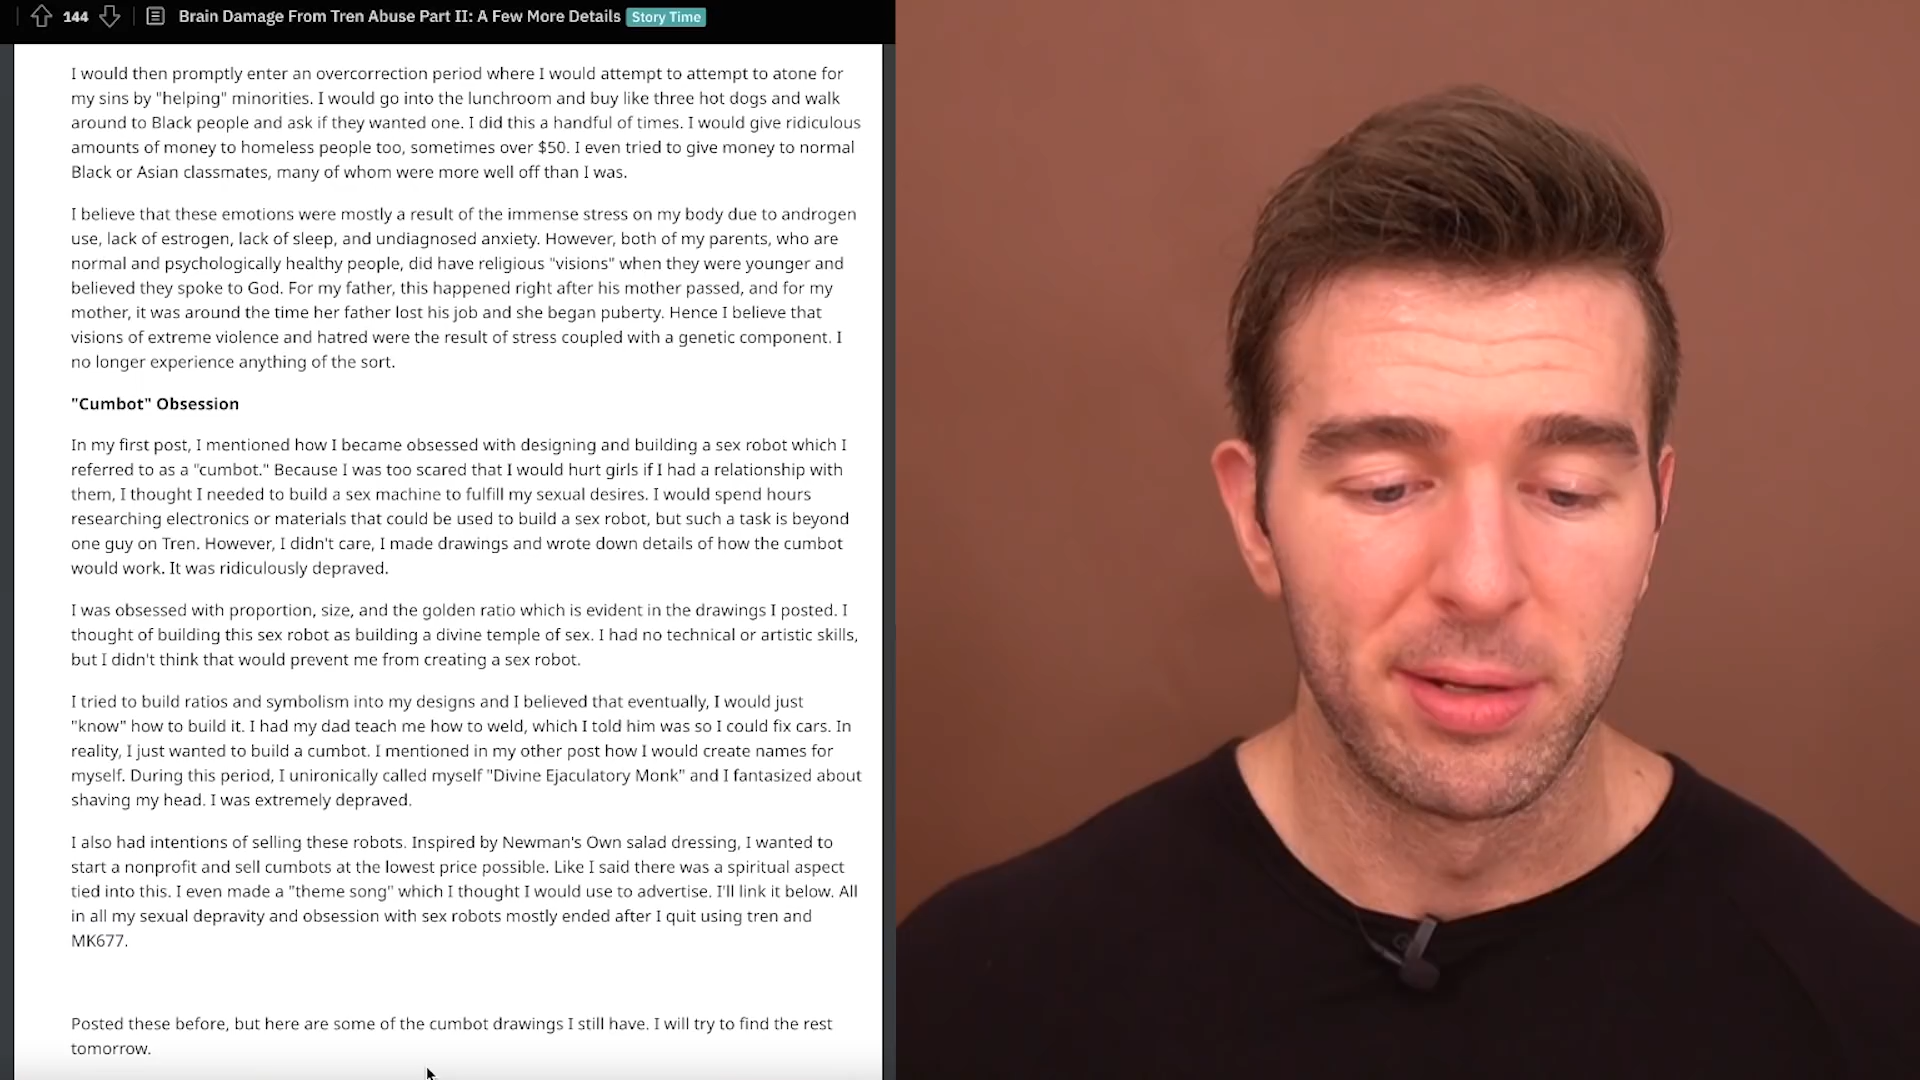 144 Brain Damage From Tren Abuse Part II: A Few More Details Story Time
I would then promptly enter an overcorrection period where I would attempt to attempt to atone for
my sins by "helping" minorities. I would go into the lunchroom and buy like three hot dogs and walk
around to Black people and ask if they wanted one. I did this a handful of times. I would give ridiculous
amounts of money to homeless people too, sometimes over $50. I even tried to give money to normal
Black or Asian classmates, many of whom were more well off than I was.
I believe that these emotions were mostly a result of the immense stress on my body due to androgen
use, lack of estrogen, lack of sleep, and undiagnosed anxiety. However, both of my parents, who are
normal and psychologically healthy people, did have religious "visions" when they were younger and
believed they spoke to God. For my father, this happened right after his mother passed, and for my
mother, it was around the time her father lost his job and she began puberty. Hence I believe that
visions of extreme violence and hatred were the result of stress coupled with a genetic component. I
no longer experience anything of the sort.
"Cumbot" Obsession
In my first post, I mentioned how I became obsessed with designing and building a sex robot which I
referred to as a "cumbot." Because I was too scared that I would hurt girls if I had a relationship with
them, I thought I needed to build a sex machine to fulfill my sexual desires. I would spend hours
researching electronics or materials that could be used to build a sex robot, but such a task is beyond
one guy on Tren. However, I didn't care, I made drawings and wrote down details of how the cumbot
would work. It was ridiculously depraved.
I was obsessed with proportion, size, and the golden ratio which is evident in the drawings I posted. I
thought of building this sex robot as building a divine temple of sex. I had no technical or artistic skills,
but I didn't think that would prevent me from creating a sex robot.
I tried to build ratios and symbolism into my designs and I believed that eventually, I would just
"know" how to build it. I had my dad teach me how to weld, which I told him was so I could fix cars. In
reality, I just wanted to build a cumbot. I mentioned in my other post how I would create names for
myself. During this period, I unironically called myself "Divine Ejaculatory Monk" and I fantasized about
shaving my head. I was extremely depraved.
I also had intentions of selling these robots. Inspired by Newman's Own salad dressing, I wanted to
start a nonprofit and sell cumbots at the lowest price possible. Like I said there was a spiritual aspect
tied into this. I even made a "theme song" which I thought I would use to advertise. I'll link it below. All
in all my sexual depravity and obsession with sex robots mostly ended after I quit using tren and
MK677.
Posted these before, but here are some of the cumbot drawings I still have. I will try to find the rest
tomorrow.